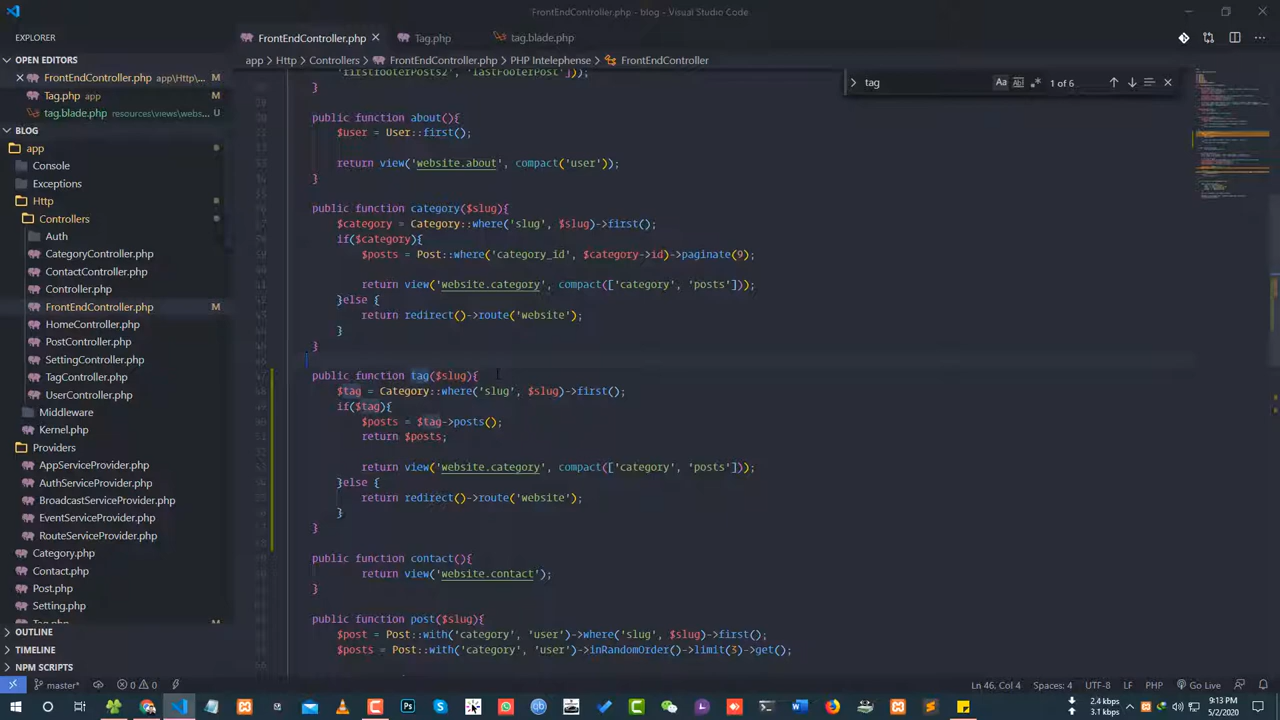 FrontEndController.php - blog - Visual Studio Code
EXPLORER
FrontEndController.php
Tag.php
tag.blade.php
OPEN EDITORS
FrontEndController.php app\Http\... M
Tag.php app M
tag.blade.php resources\views\webs... U
app > Http > Controllers > FrontEndController.php > PHP Intelephense > FrontEndController
tag
Aa
1 of 6
BLOG
app
Console
Exceptions
Http
Controllers
Auth
CategoryController.php
ContactController.php
Controller.php
FrontEndController.php M
HomeController.php
PostController.php
SettingController.php
TagController.php
UserController.php
Middleware
Kernel.php
Providers
AppServiceProvider.php
AuthServiceProvider.php
BroadcastServiceProvider.php
EventServiceProvider.php
RouteServiceProvider.php
Category.php
Contact.php
Post.php
Setting.php
Tag.php
OUTLINE
TIMELINE
NPM SCRIPTS
'firstfooterPosts2', 'lastFooterPost']));
}
public function about(){
$user = User::first();
return view('website.about', compact('user'));
}
public function category($slug){
$category = Category::where('slug', $slug)->first();
if($category){
$posts = Post::where('category_id', $category->id)->paginate(9);
return view('website.category', compact(['category', 'posts']));
}else {
return redirect()->route('website');
}
}
public function tag($slug){
$tag = Category::where('slug', $slug)->first();
if($tag){
$posts = $tag->posts();
return $posts;
return view('website.category', compact(['category', 'posts']));
}else {
return redirect()->route('website');
}
}
public function contact(){
return view('website.contact');
}
public function post($slug){
$post = Post::with('category', 'user')->where('slug', $slug)->first();
$posts = Post::with('category', 'user')->inRandomOrder()->limit(3)->get();
master* 0 0
Ln 46, Col 4 Spaces: 4 UTF-8 LF PHP Go Live
2.4 kbps
3.1 kbps
9:13 PM
5/2/2020